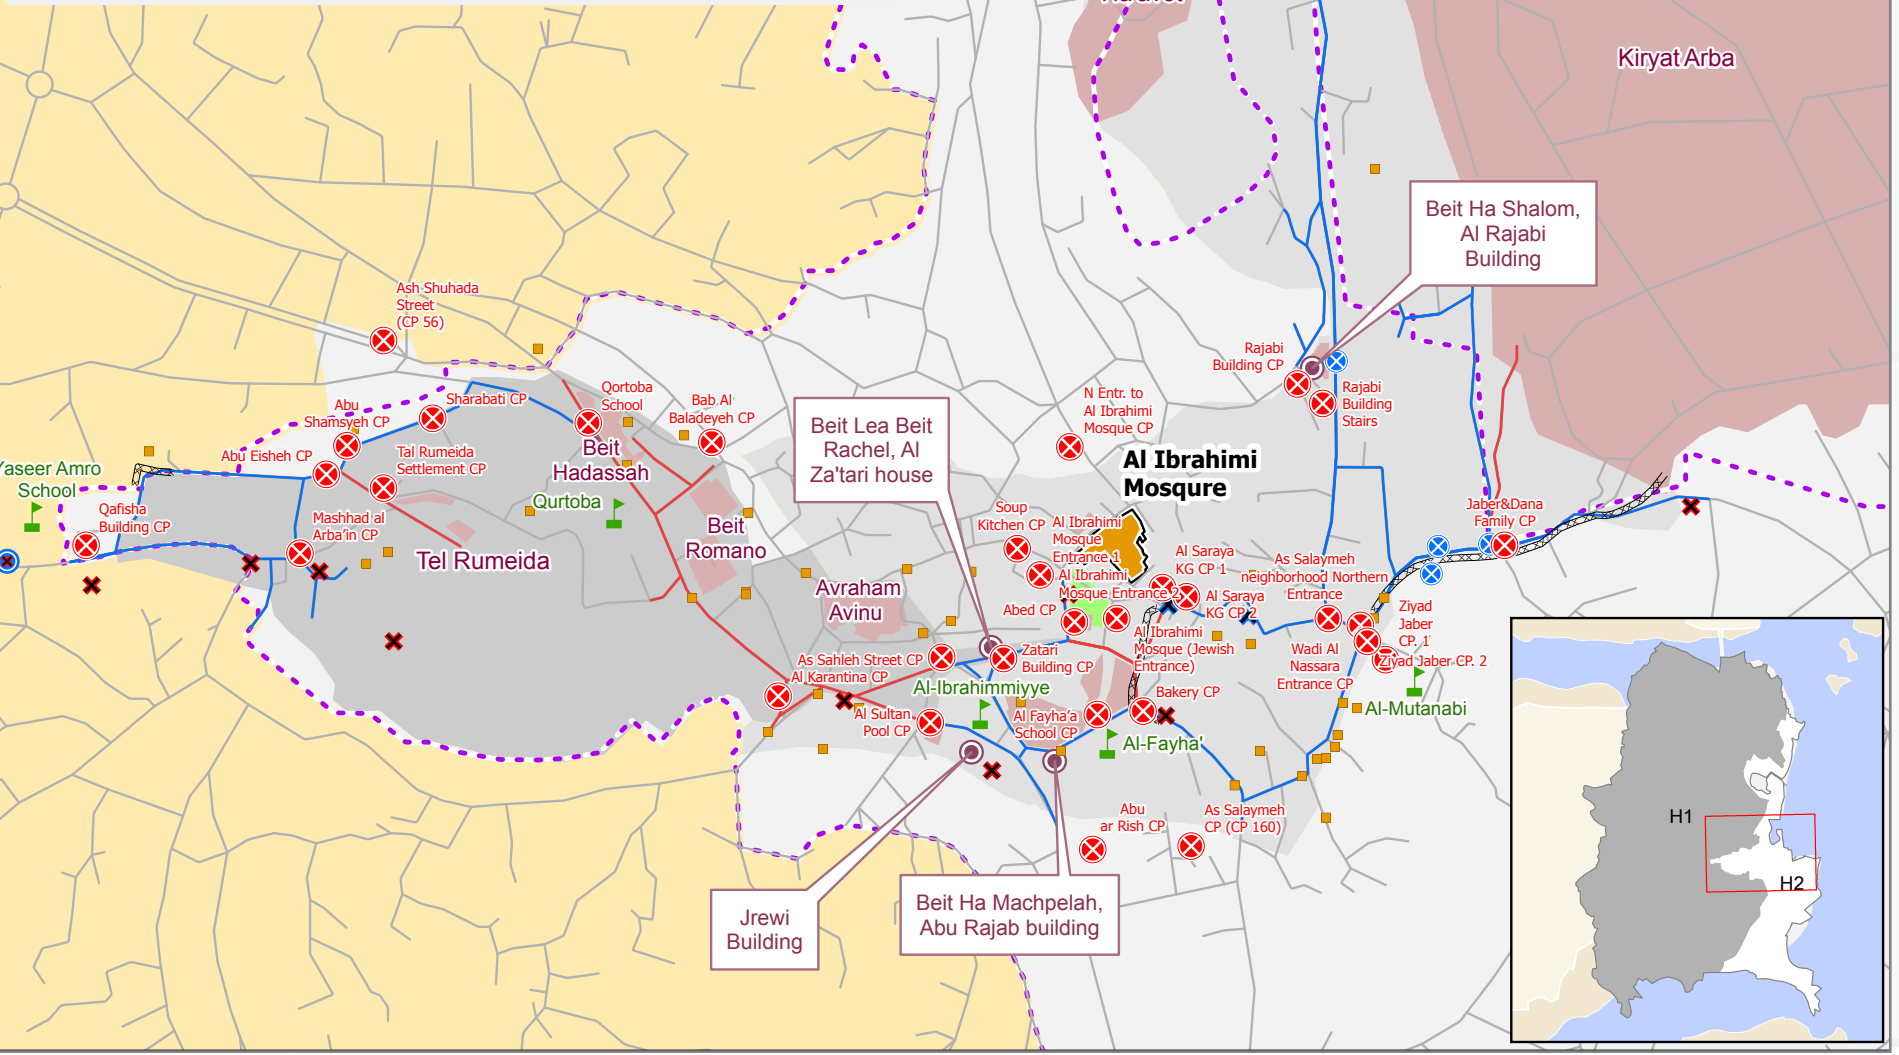 Kiryat Arba
Beit Ha Shalom,
Al Rajabi
Building
Ash Shuhada
Street
(CP 56)
Rajabi
Building CP
Rajabi
Building
Stairs
Qortoba
School
Sharabati CP
Bab Al
Baladeyeh CP
N Entr. to
Al Ibrahimi
Mosque CP
Abu
Shamsyeh CP
Abu Eisheh CP
Tal Rumeida
Settlement CP
Beit
Hadassah
Beit Lea Beit
Rachel, Al
Za'tari house
Al Ibrahimi
Mosqure
Yaseer Amro
School
Qurtoba
Qafisha
Building CP
Mashhad al
Arba'in CP
Tel Rumeida
Beit
Romano
Avraham
Avinu
Soup
Kitchen CP
Al Ibrahimi
Mosque
Entrance 1
Al Ibrahimi
Mosque Entrance 2
Abed CP
Al Saraya
KG CP 1
Al Saraya
KG CP 2
As Salaymeh
neighborhood Northern
Entrance
Jaber&Dana
Family CP
Ziyad
Jaber
CP. 1
Ziyad Jaber CP. 2
Wadi Al
Nassara
Entrance CP
Al Ibrahimi
Mosque (Jewish
Entrance)
Zatari
Building CP
As Sahleh Street CP
Al Karantina CP
Al-Ibrahimmiyye
Al Sultan
Pool CP
Al Fayha'a
School CP
Bakery CP
Al-Fayha'
Al-Mutanabi
Abu
ar Rish CP
As Salaymeh
CP (CP 160)
Jrewi
Building
Beit Ha Machpelah,
Abu Rajab building
H1
H2